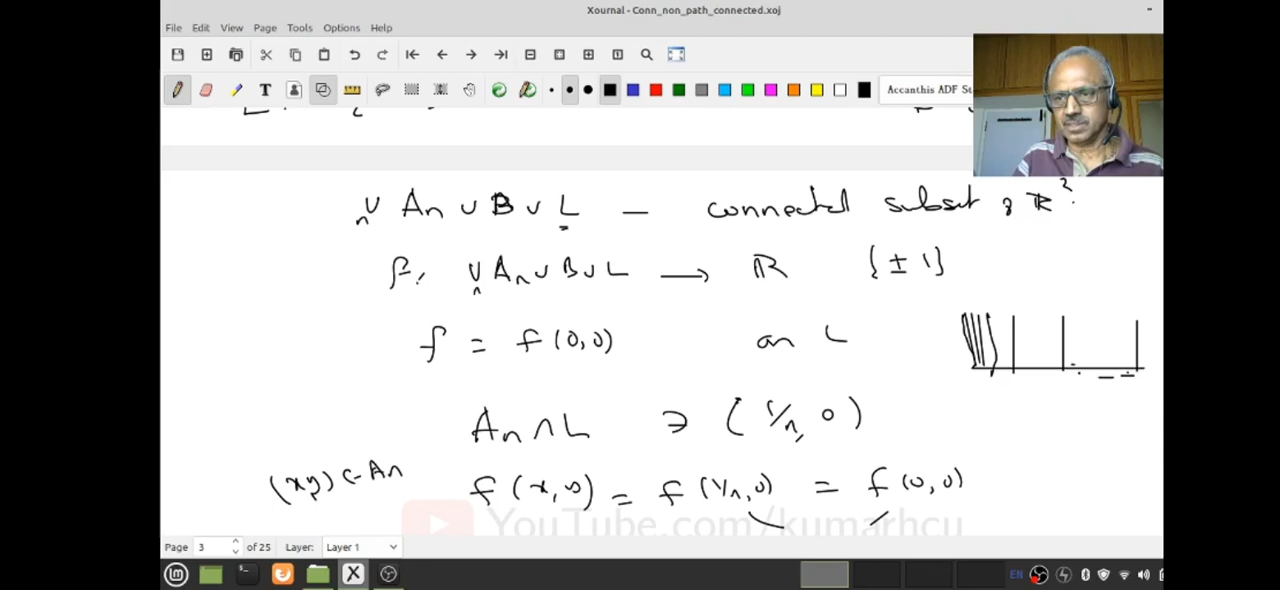 Xournal - Conn_non_path_connected.xoj
File Edit View Page Tools Options Help
Accanthis ADF St
∪ₙ Aₙ ∪ B ∪ L — connected subset of ℝ².
f: ∪ₙ Aₙ ∪ B ∪ L → ℝ {± 1}
f = f(0,0) on L
Aₙ ∩ L ∋ (1/n, 0)
(x,y) ∈ Aₙ f(x,y) = f(1/n,0) = f(0,0)
YouTube.com/kumarhcu
Page 3 of 25 Layer: Layer 1
EN